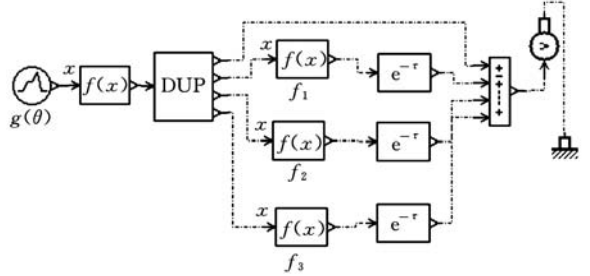 x
f(x)
g(θ)
DUP
x
f(x)
f₁
e⁻ᵗ
x
f(x)
f₂
e⁻ᵗ
x
f(x)
f₃
e⁻ᵗ
+
±
+
+
V